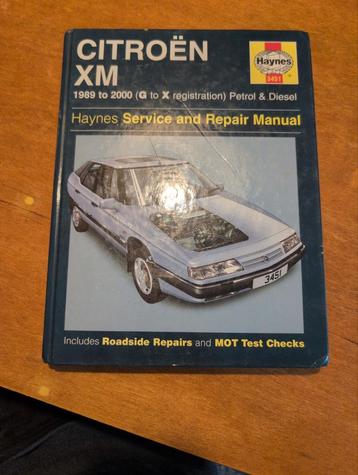 CITROËN
XM
Haynes
3451
1989 to 2000 (G to X registration) Petrol & Diesel
Haynes Service and Repair Manual
3451
Includes Roadside Repairs and MOT Test Checks